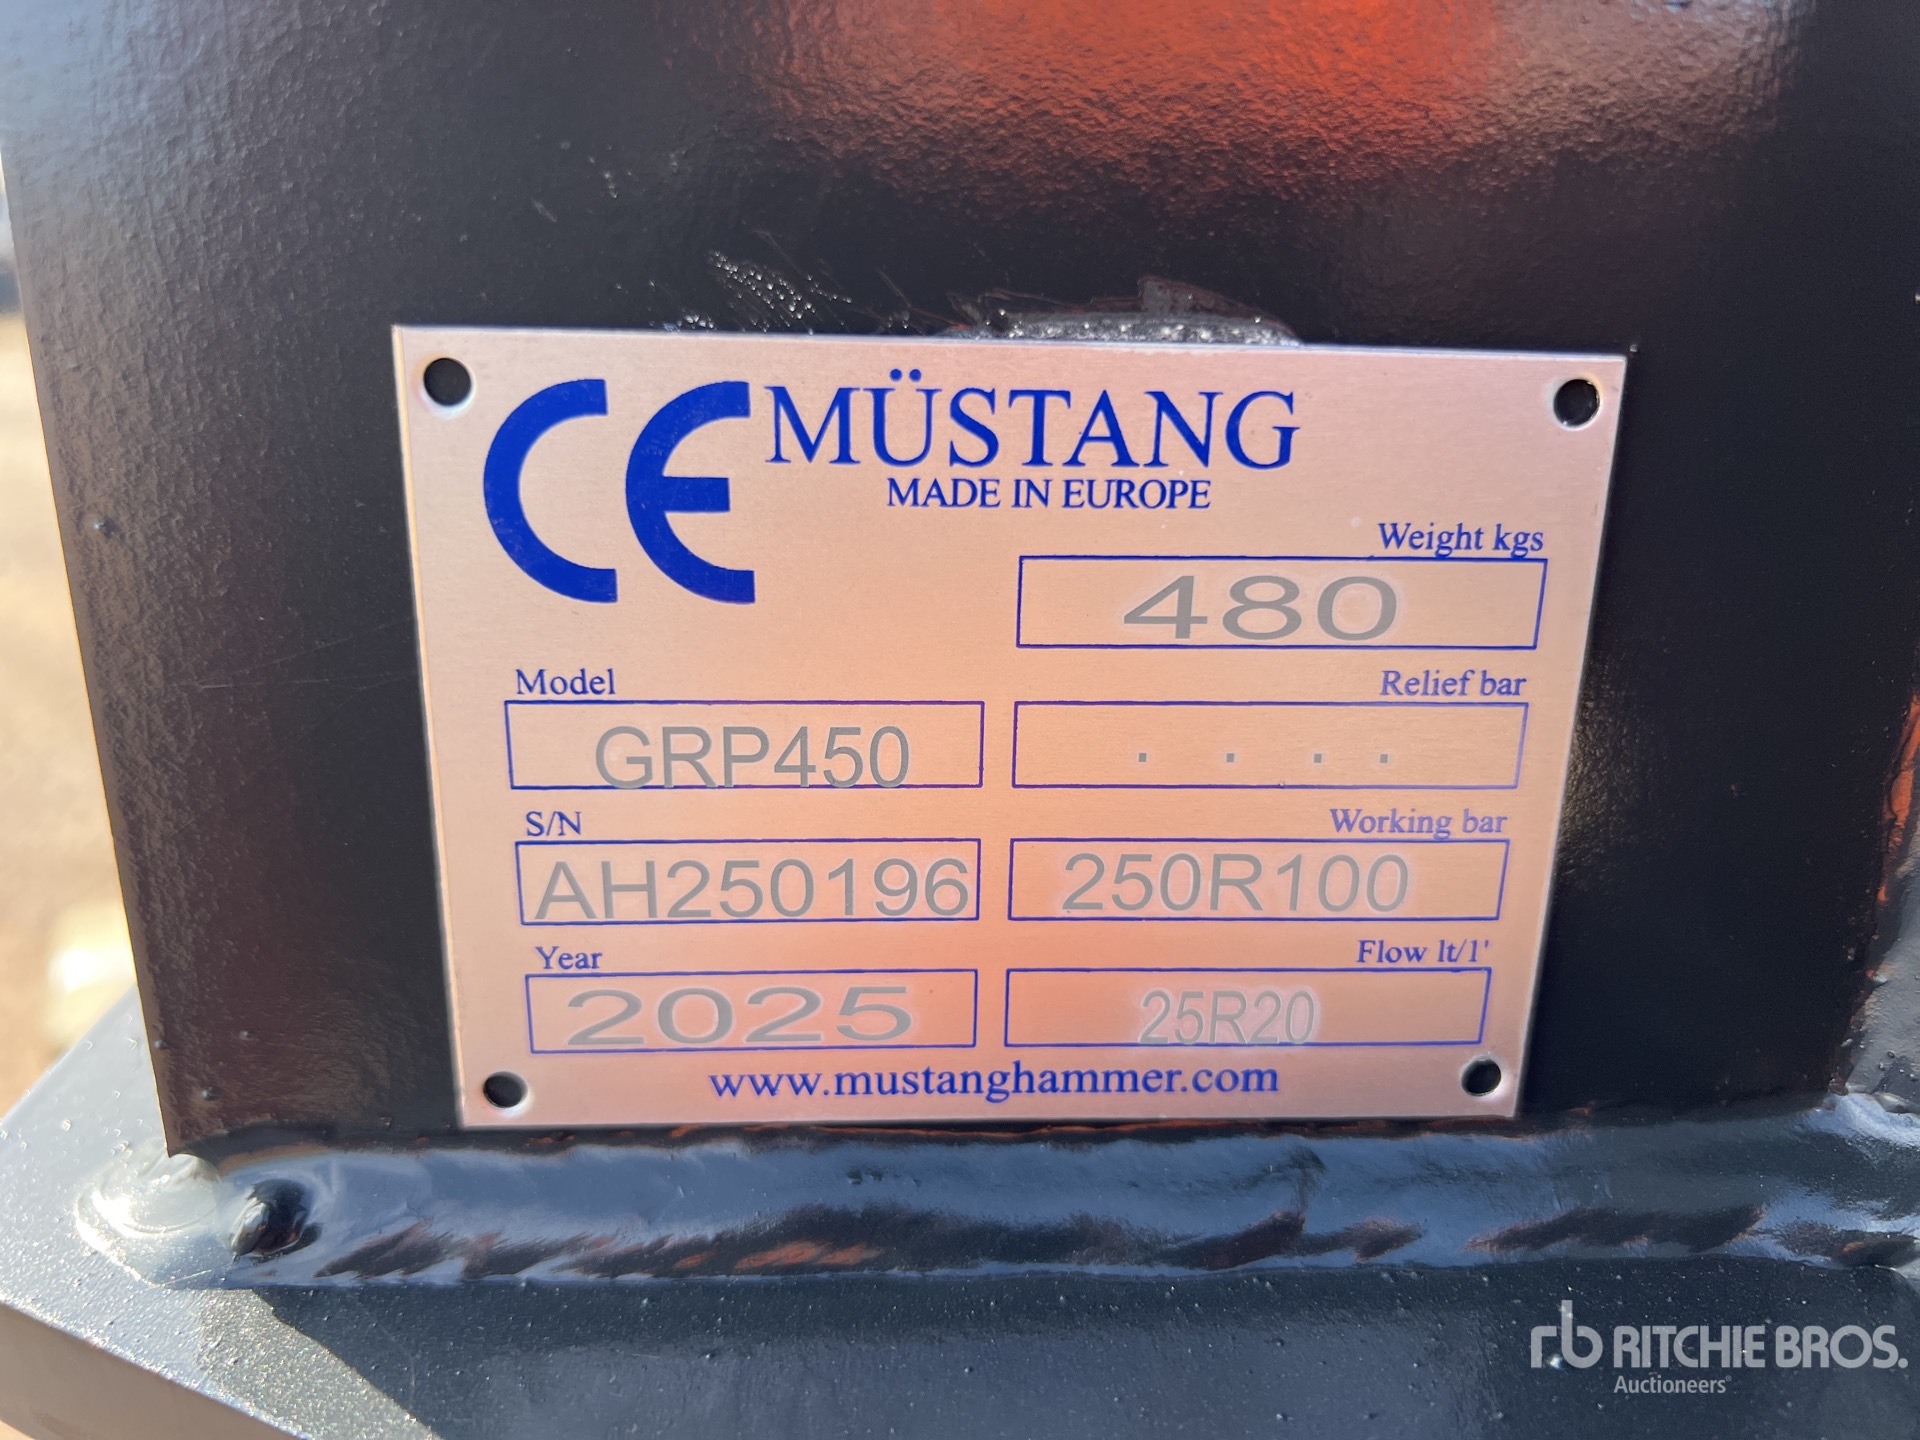 CE MÜSTANG
MADE IN EUROPE
Weight kgs
480
Model
GRP450
Relief bar
. . . .
S/N
AH250196
Working bar
250R100
Year
2025
Flow lt/1'
25R20
www.mustanghammer.com
rb RITCHIE BROS.
Auctioneers